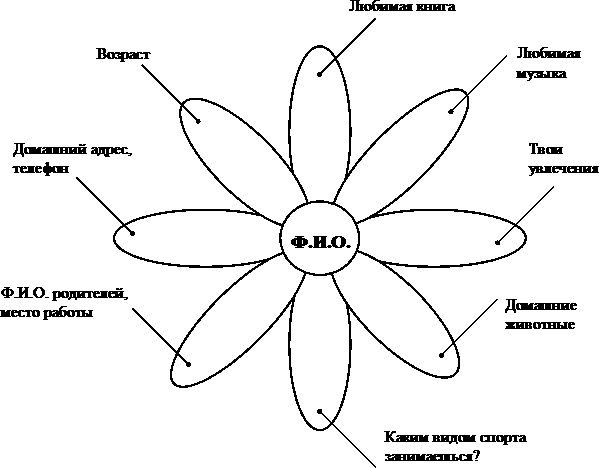 Любимая книга
Возраст
Любимая
музыка
Домашний адрес,
телефон
Твои
увлечения
Ф.И.О.
Ф.И.О. родителей,
место работы
Домашние
животные
Каким видом спорта
занимаешься?